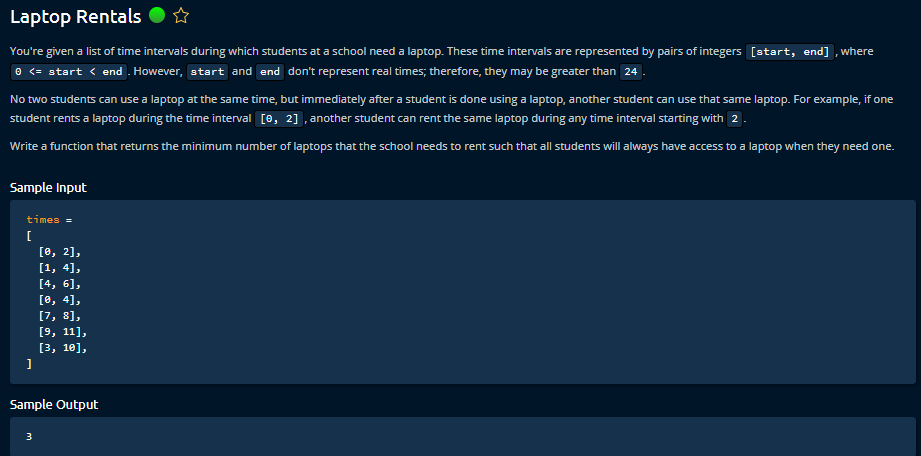 Laptop Rentals
You're given a list of time intervals during which students at a school need a laptop. These time intervals are represented by pairs of integers [start, end] , where
0 <= start < end . However, start and end don't represent real times; therefore, they may be greater than 24 .
No two students can use a laptop at the same time, but immediately after a student is done using a laptop, another student can use that same laptop. For example, if one
student rents a laptop during the time interval [0, 2] , another student can rent the same laptop during any time interval starting with 2 .
Write a function that returns the minimum number of laptops that the school needs to rent such that all students will always have access to a laptop when they need one.
Sample Input
times =
[
[0, 2],
[1, 4],
[4, 6],
[0, 4],
[7, 8],
[9, 11],
[3, 10],
]
Sample Output
3